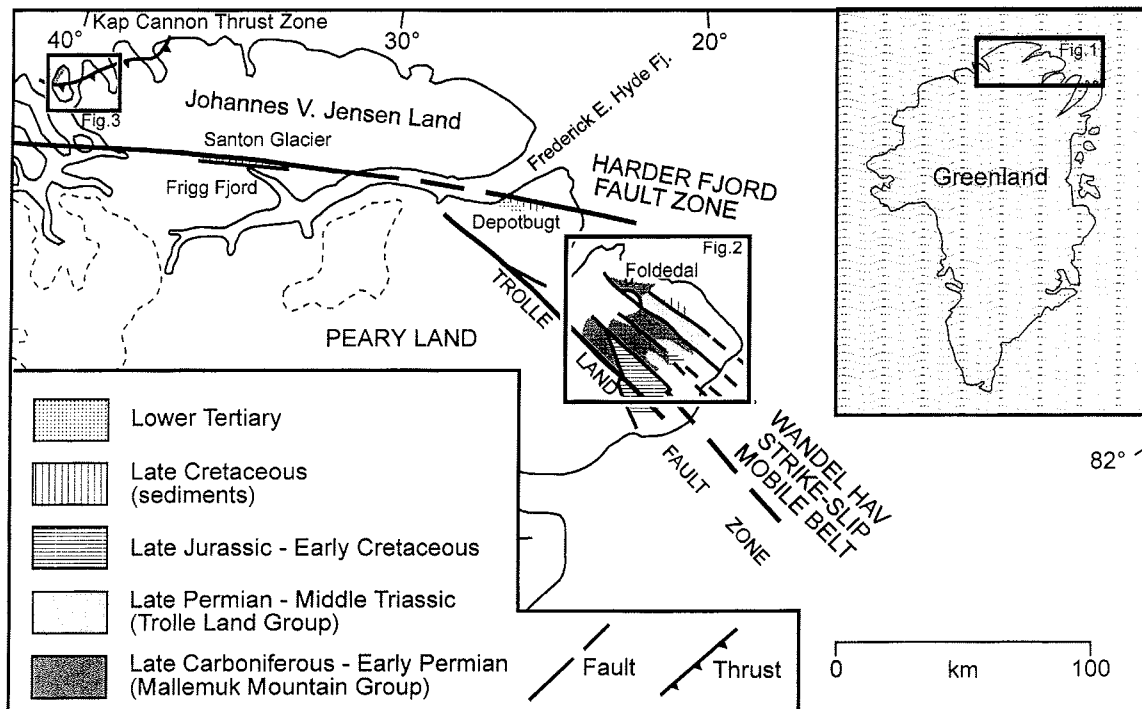 Kap Cannon Thrust Zone
40°
30°
20°
Fig.3
Johannes V. Jensen Land
Santon Glacier
Frigg Fjord
Frederick E. Hyde Fj.
HARDER FJORD
FAULT ZONE
Depotbugt
Fig.2
Foldedal
TROLLE
LAND
FAULT
ZONE
PEARY LAND
WANDEL HAV
STRIKE-SLIP
MOBILE BELT
82°
Fig.1
Greenland
Lower Tertiary
Late Cretaceous
(sediments)
Late Jurassic - Early Cretaceous
Late Permian - Middle Triassic
(Trolle Land Group)
Late Carboniferous - Early Permian
(Mallemuk Mountain Group)
Fault
Thrust
0
km
100